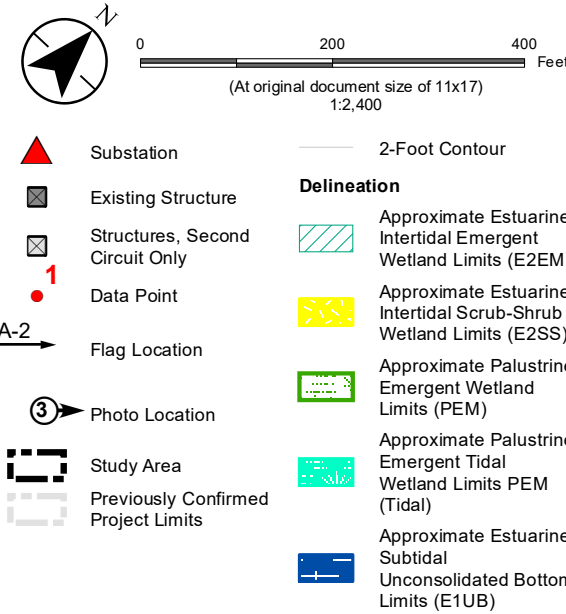 N
0 200 400 Feet
(At original document size of 11x17)
1:2,400
Substation
Existing Structure
Structures, Second
Circuit Only
1
Data Point
A-2
Flag Location
3
Photo Location
Study Area
Previously Confirmed
Project Limits
2-Foot Contour
Delineation
Approximate Estuarine
Intertidal Emergent
Wetland Limits (E2EM
Approximate Estuarine
Intertidal Scrub-Shrub
Wetland Limits (E2SS)
Approximate Palustrine
Emergent Wetland
Limits (PEM)
Approximate Palustrine
Emergent Tidal
Wetland Limits PEM
(Tidal)
Approximate Estuarine
Subtidal
Unconsolidated Bottom
Limits (E1UB)